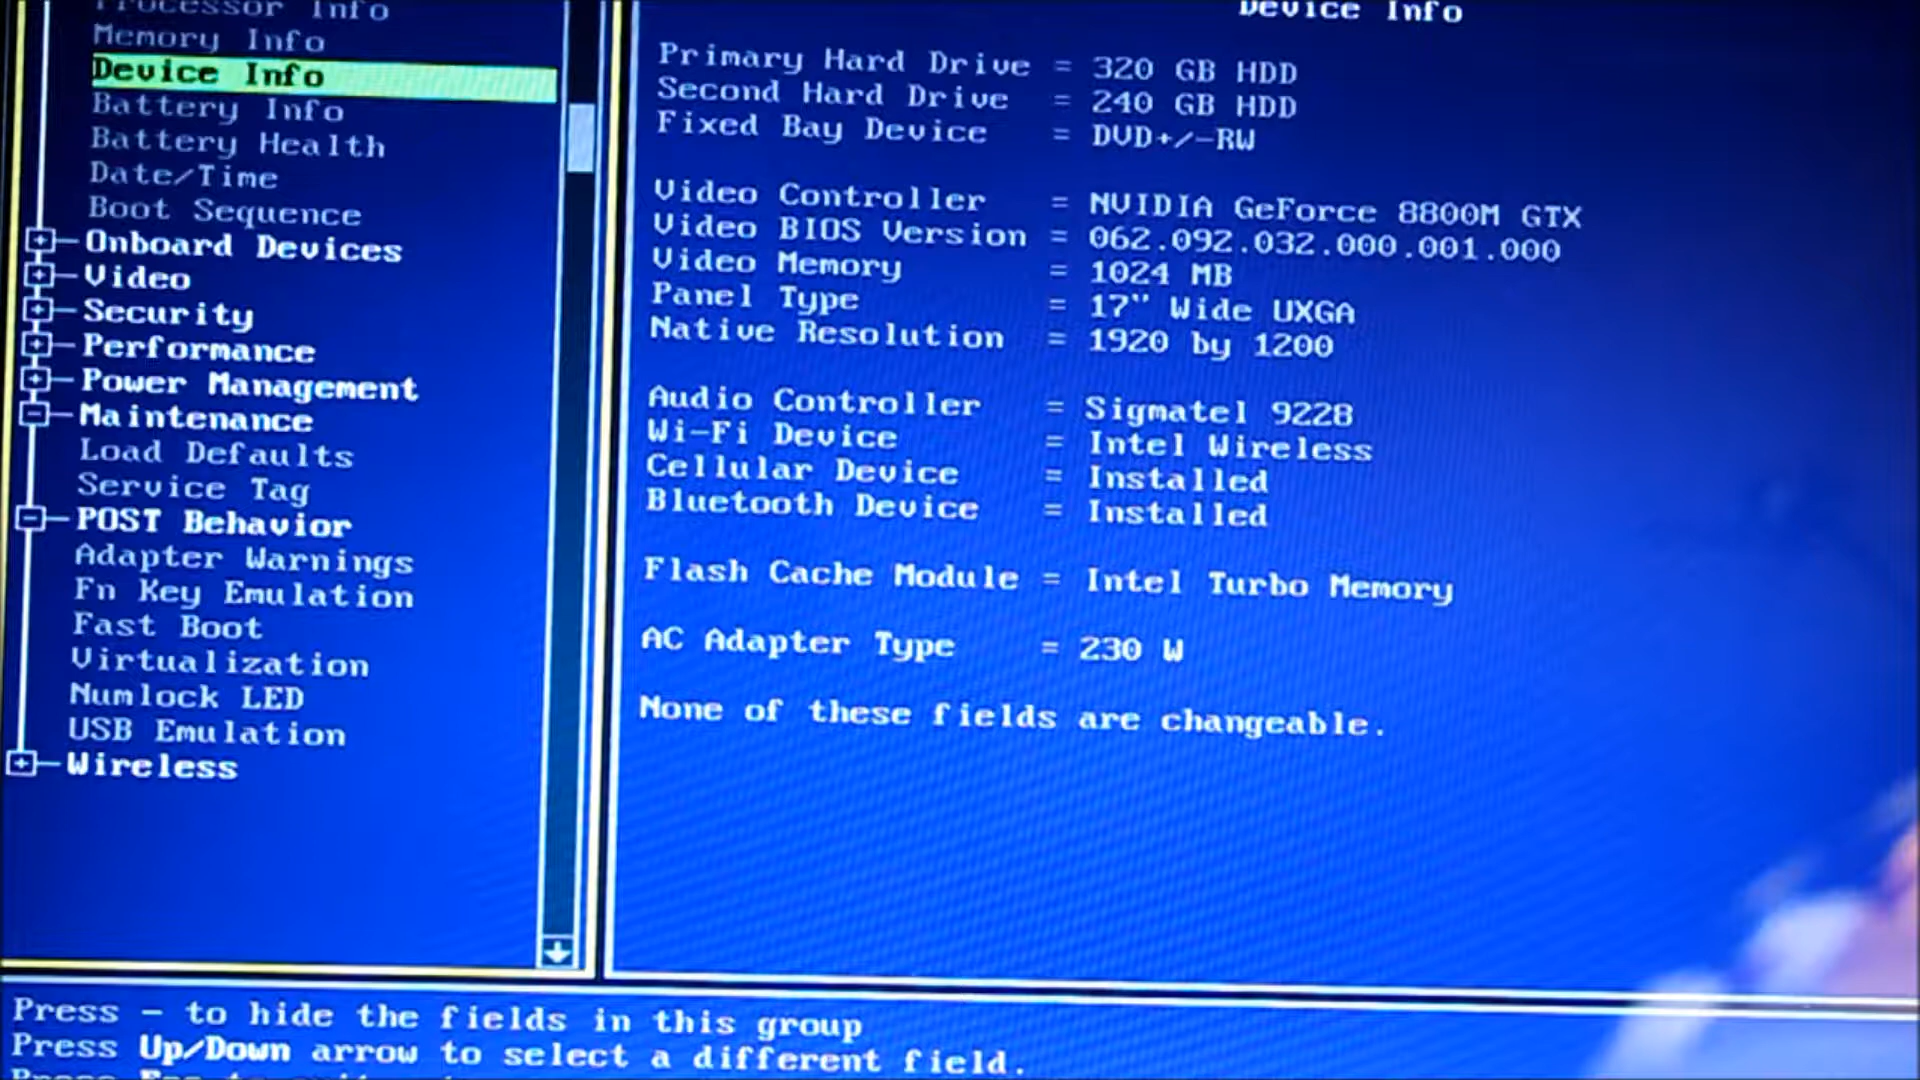 Processor Info
Memory Info
Device Info
Battery Info
Battery Health
Date/Time
Boot Sequence
Onboard Devices
Video
Security
Performance
Power Management
Maintenance
Load Defaults
Service Tag
POST Behavior
Adapter Warnings
Fn Key Emulation
Fast Boot
Virtualization
Numlock LED
USB Emulation
Wireless
Device Info
Primary Hard Drive = 320 GB HDD
Second Hard Drive = 240 GB HDD
Fixed Bay Device = DVD+/-RW
Video Controller = NVIDIA GeForce 8800M GTX
Video BIOS Version = 062.092.032.000.001.000
Video Memory = 1024 MB
Panel Type = 17" Wide UXGA
Native Resolution = 1920 by 1200
Audio Controller = Sigmatel 9228
Wi-Fi Device = Intel Wireless
Cellular Device = Installed
Bluetooth Device = Installed
Flash Cache Module = Intel Turbo Memory
AC Adapter Type = 230 W
None of these fields are changeable.
Press - to hide the fields in this group
Press Up/Down arrow to select a different field.